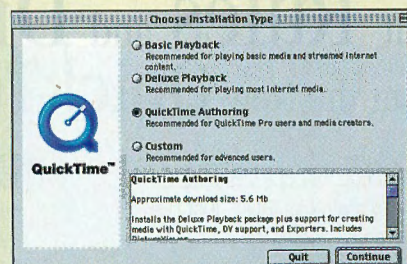 Choose Installation Type
Basic Playback
Recommended for playing basic media and streamed Internet
content.
Deluxe Playback
Recommended for playing most Internet media.
QuickTime Authoring
Recommended for QuickTime Pro users and media creators.
Custom
Recommended for advanced users.
QuickTime™
QuickTime Authoring
Approximate download size: 5.6 Mb
Installs the Deluxe Playback package plus support for creating
media with QuickTime, DV support, and Exporters. Includes
PictureViewer
Quit
Continue